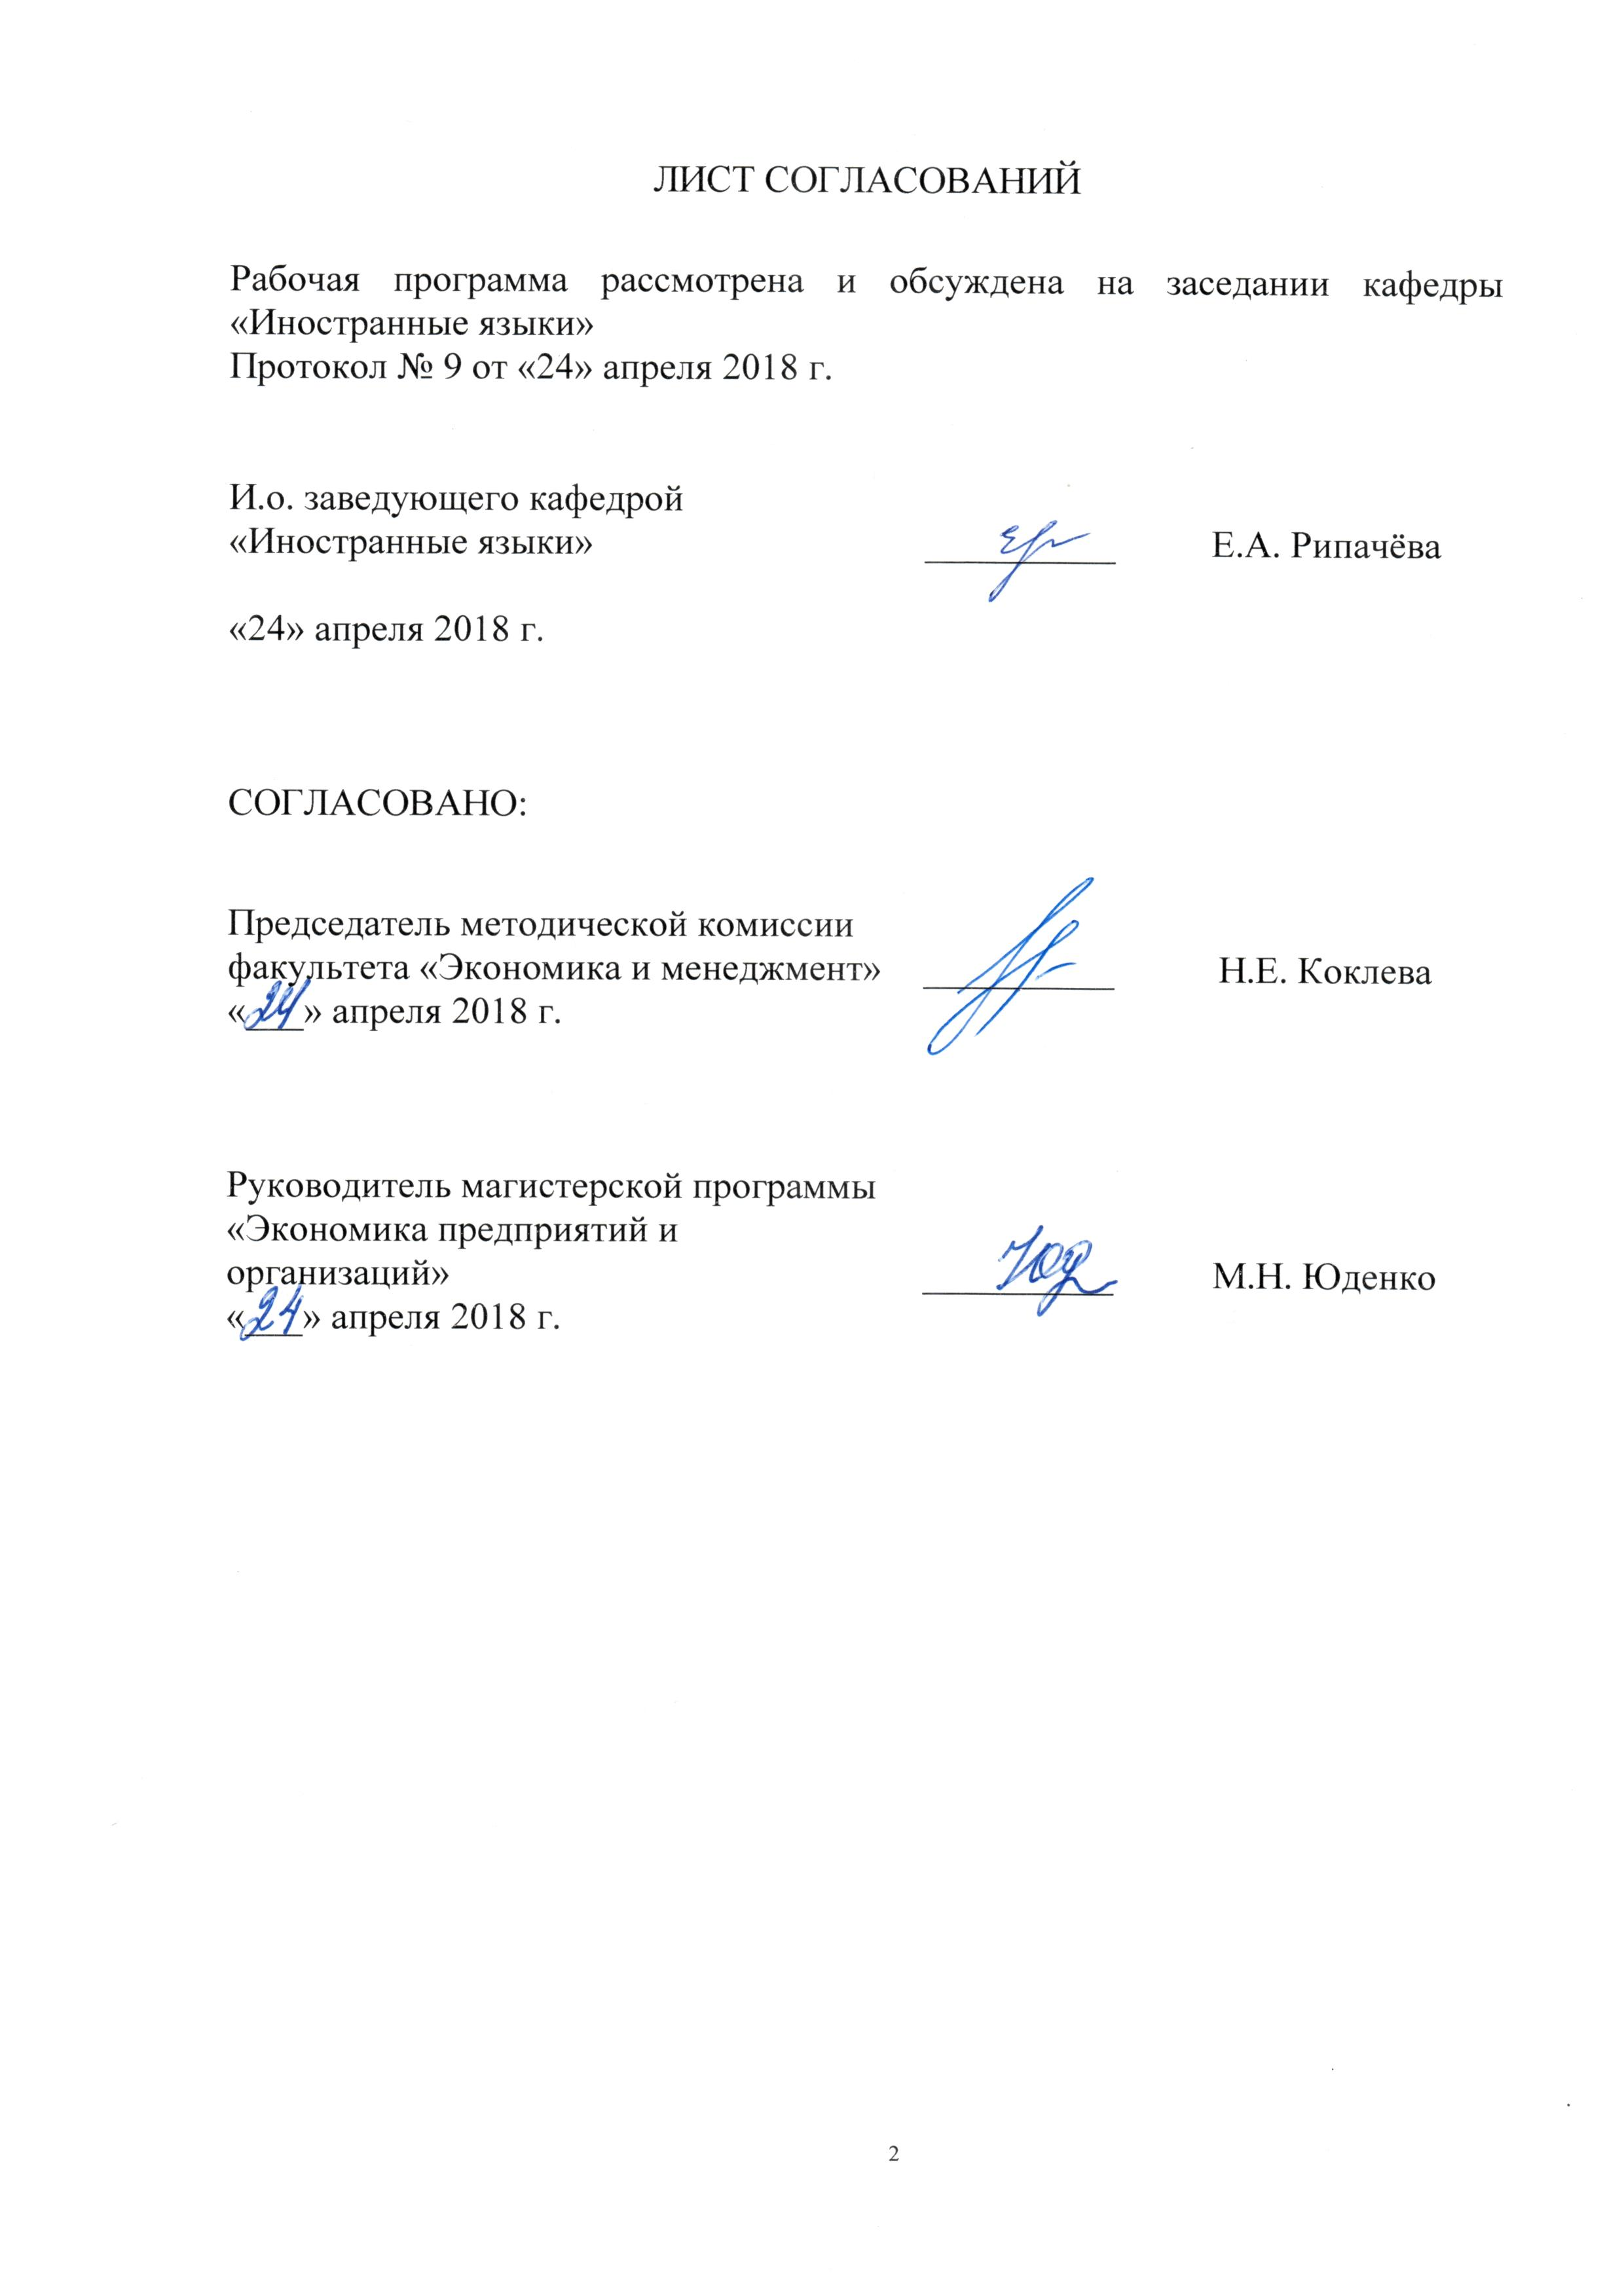 ЛИСТ СОГЛАСОВАНИЙ
Рабочая программа рассмотрена и обсуждена на заседании кафедры
«Иностранные языки»
Протокол № 9 от «24» апреля 2018 г.
И.о. заведующего кафедрой
«Иностранные языки» Е.А. Рипачёва
«24» апреля 2018 г.
СОГЛАСОВАНО:
Председатель методической комиссии
факультета «Экономика и менеджмент» Н.Е. Коклева
«24» апреля 2018 г.
Руководитель магистерской программы
«Экономика предприятий и
организаций» М.Н. Юденко
«24» апреля 2018 г.
2